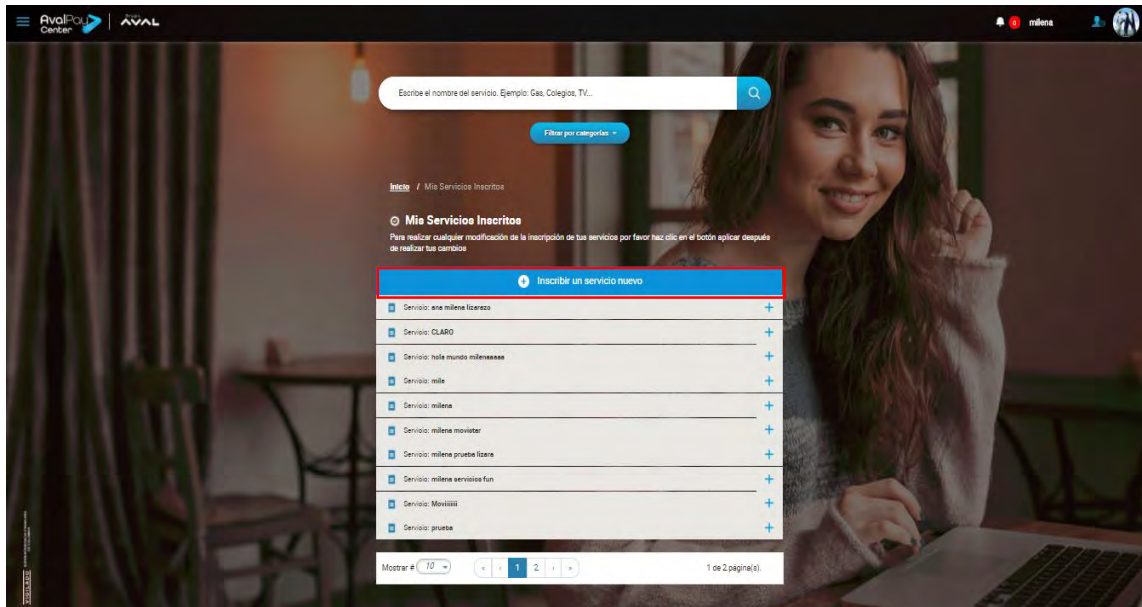 AvalPay Center
Grupo AVAL
0 milena
Escribe el nombre del servicio. Ejemplo: Gas, Colegios, TV...
Filtrar por categorías
Inicio / Mis Servicios Inscritos
Mis Servicios Inscritos
Para realizar cualquier modificación de la inscripción de tus servicios por favor haz clic en el botón aplicar después
de realizar tus cambios
Inscribir un servicio nuevo
Servicio: ana milena lizarazo
Servicio: CLARO
Servicio: hola mundo milenaaaaa
Servicio: mile
Servicio: milena
Servicio: milena movistar
Servicio: milena prueba lizara
Servicio: milena servicios fun
Servicio: Moviiiiii
Servicio: prueba
Mostrar # 10 « ‹ 1 2 › » 1 de 2 página(s).
VIGILADO